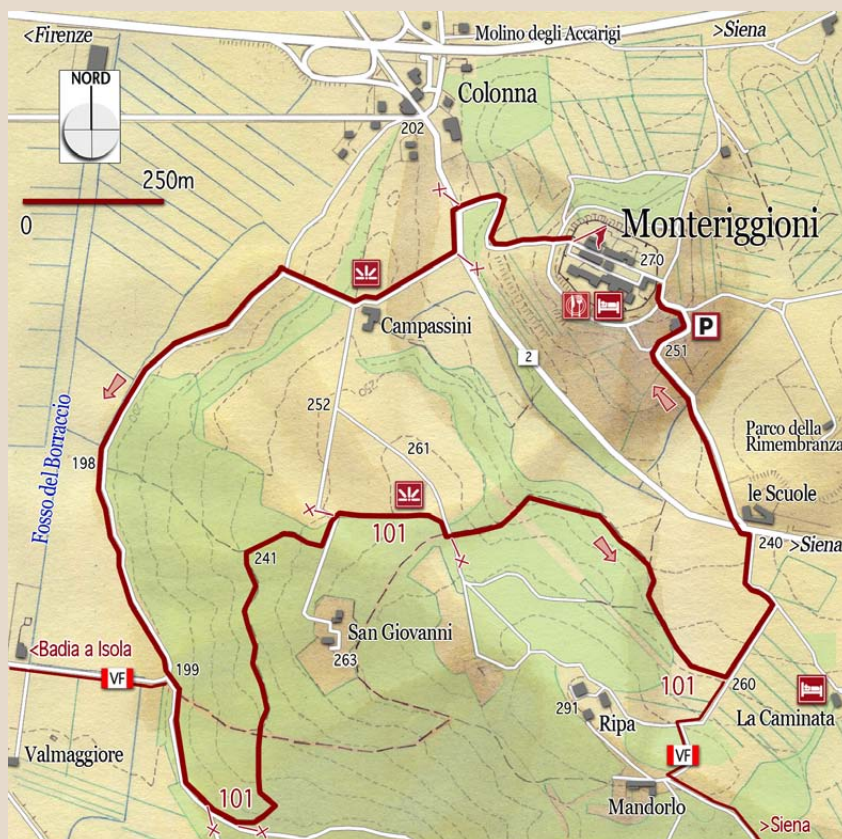 <Firenze
Molino degli Accarigi
>Siena
NORD
Colonna
202
250m
0
Monteriggioni
270
P
251
Campassini
2
252
261
Parco della
Rimembranza
198
Fosso del Borraccio
le Scuole
101
240
>Siena
241
San Giovanni
263
<Badia a Isola
VF
199
101
260
La Caminata
291
Ripa
VF
Valmaggiore
101
Mandorlo
>Siena